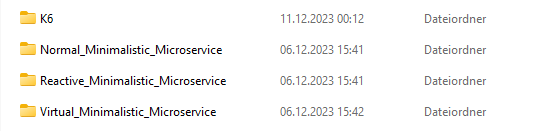 K6 11.12.2023 00:12 Dateiordner
Normal_Minimalistic_Microservice 06.12.2023 15:41 Dateiordner
Reactive_Minimalistic_Microservice 06.12.2023 15:41 Dateiordner
Virtual_Minimalistic_Microservice 06.12.2023 15:42 Dateiordner